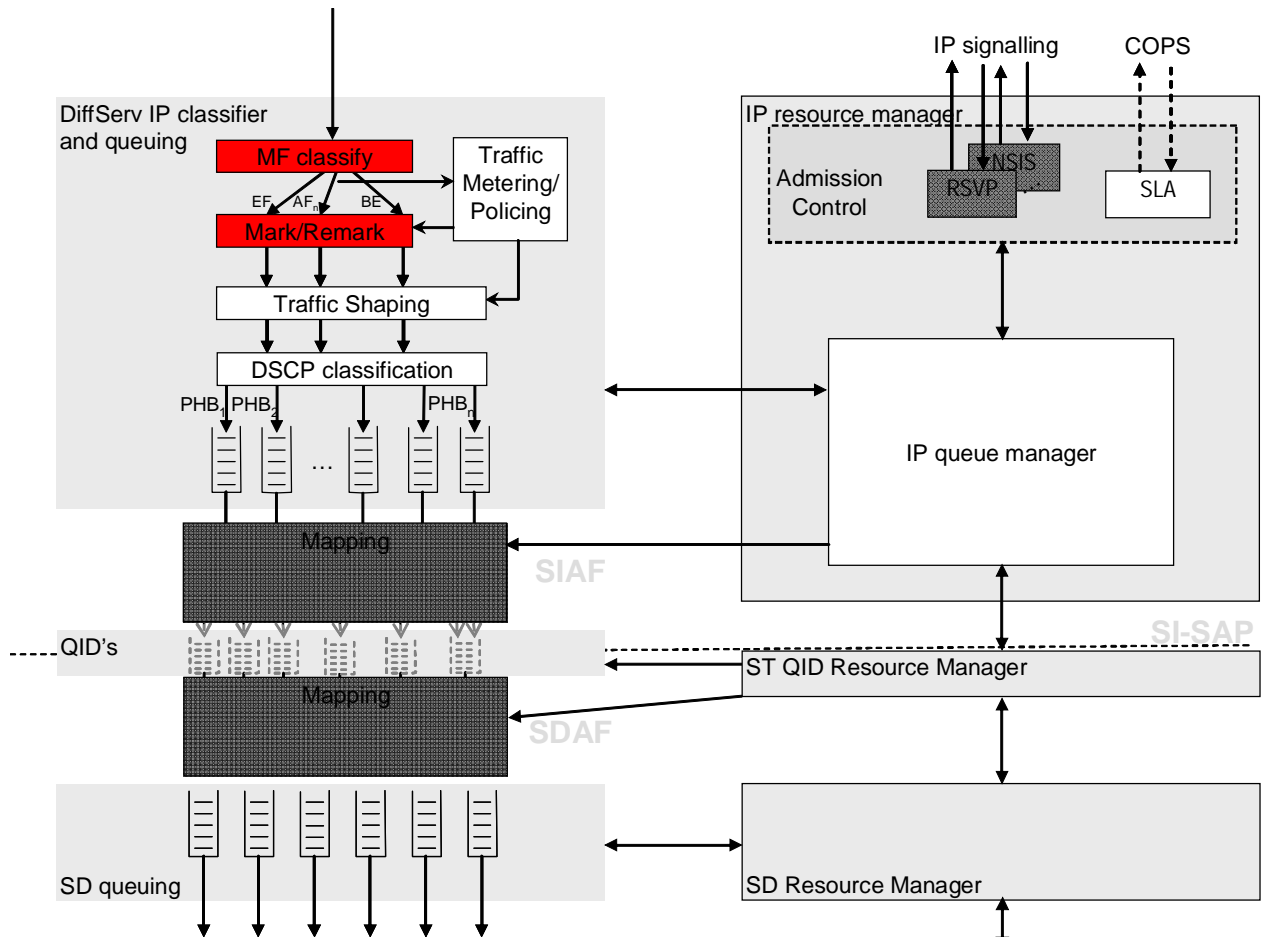 IP signalling
COPS
DiffServ IP classifier
and queuing
MF classify
Traffic
Metering/
Policing
EF
AFn
BE
Mark/Remark
Traffic Shaping
DSCP classification
PHB1
PHB2
PHBn
...
Mapping
SIAF
QID's
Mapping
SDAF
SD queuing
IP resource manager
Admission
Control
NSIS
RSVP
...
SLA
IP queue manager
SI-SAP
ST QID Resource Manager
SD Resource Manager